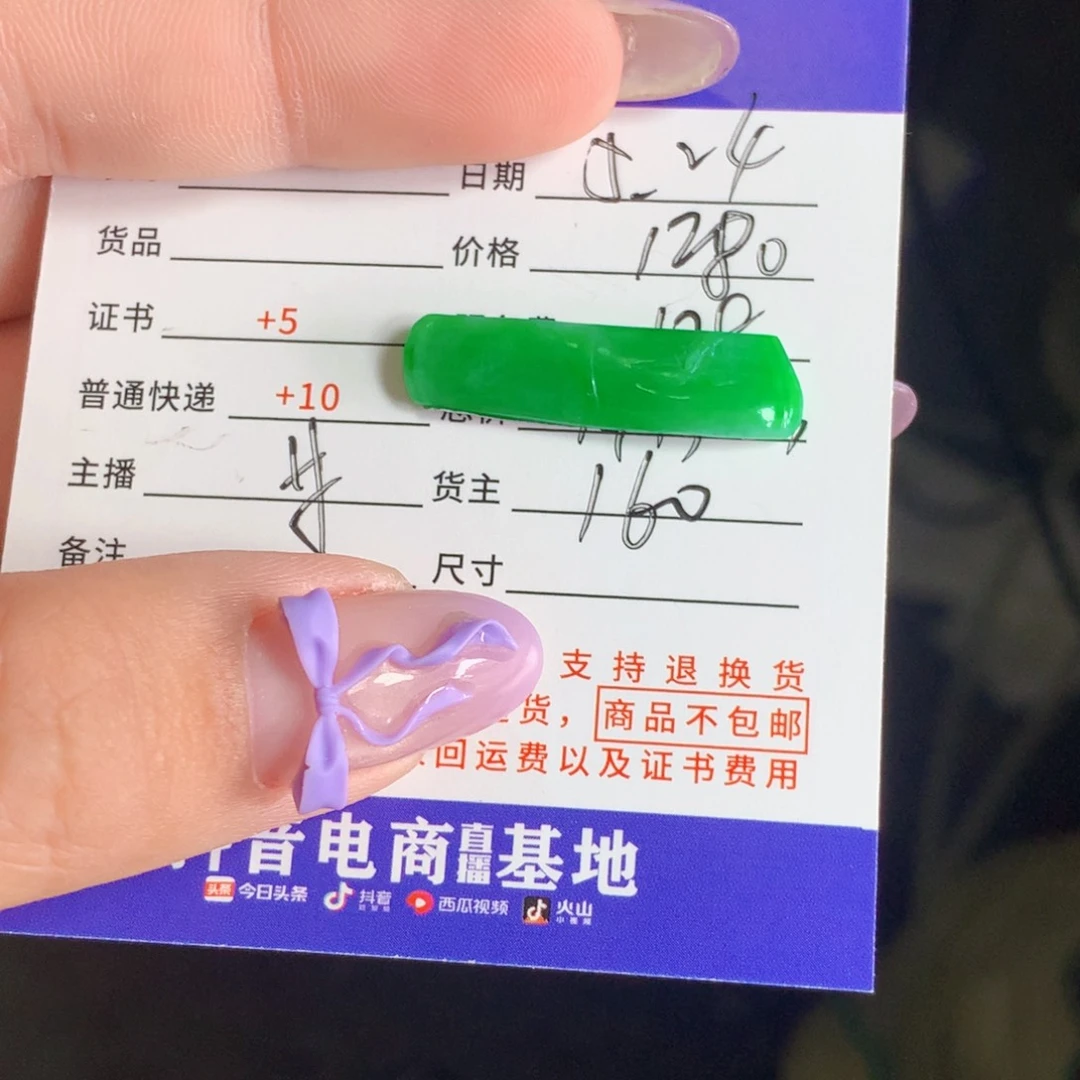 日期 5.24
货品 价格 1280
证书 +5
普通快递 +10
主播 货主 160
备注 尺寸
支持退换货
货，商品不包邮
回运费以及证书费用
音电商直播基地
头条 今日头条 抖音 西瓜视频 火山